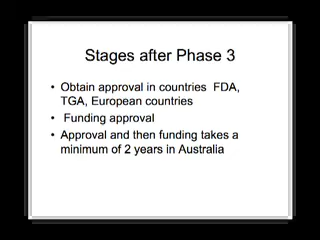 Stages after Phase 3
• Obtain approval in countries  FDA,
TGA, European countries
•  Funding approval
• Approval and then funding takes a
minimum of 2 years in Australia